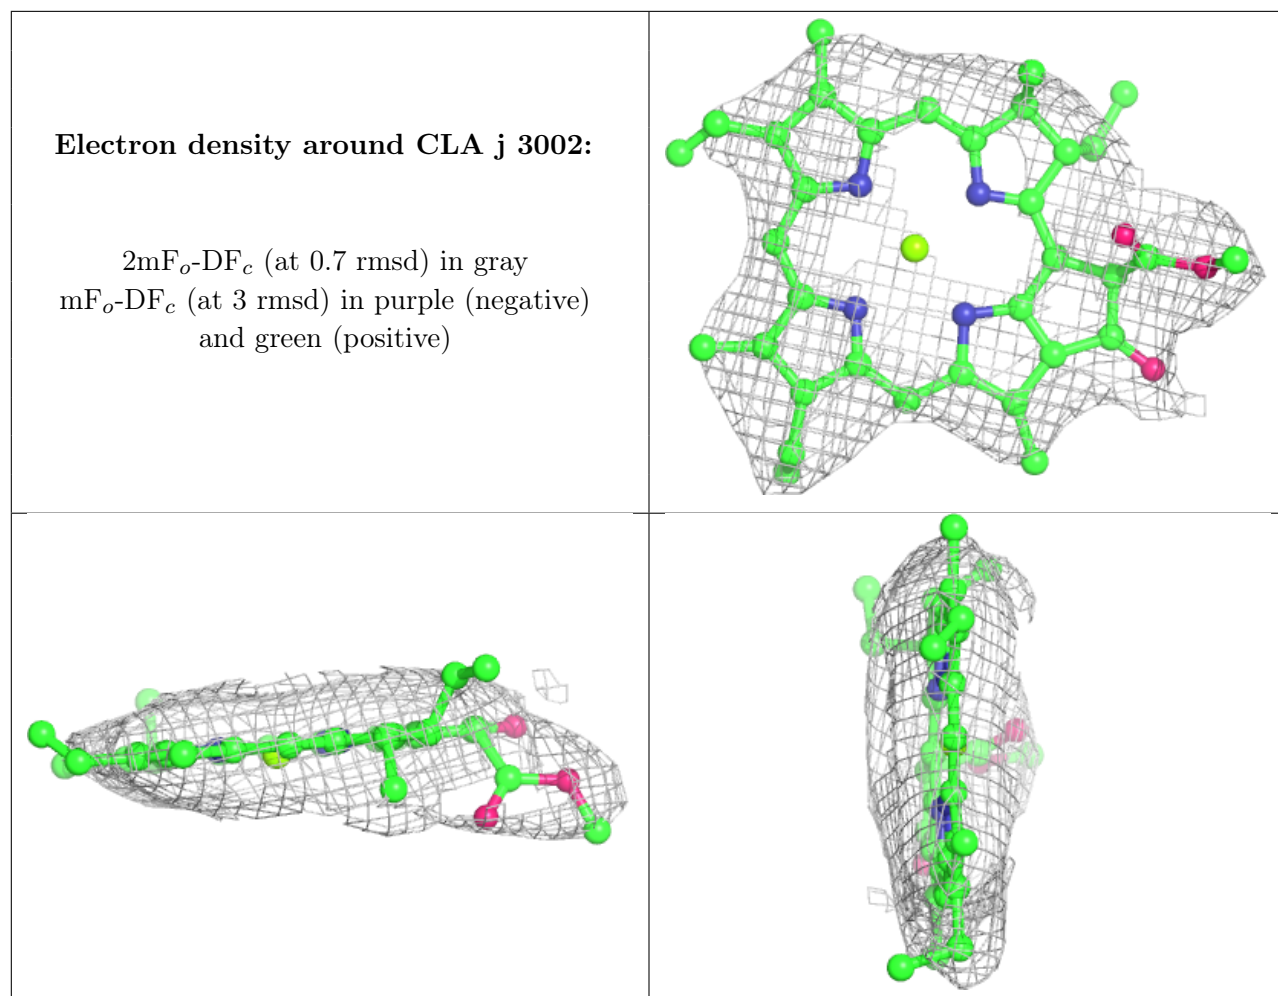 Electron density around CLA j 3002:
2mFo-DFc (at 0.7 rmsd) in gray
mFo-DFc (at 3 rmsd) in purple (negative)
and green (positive)